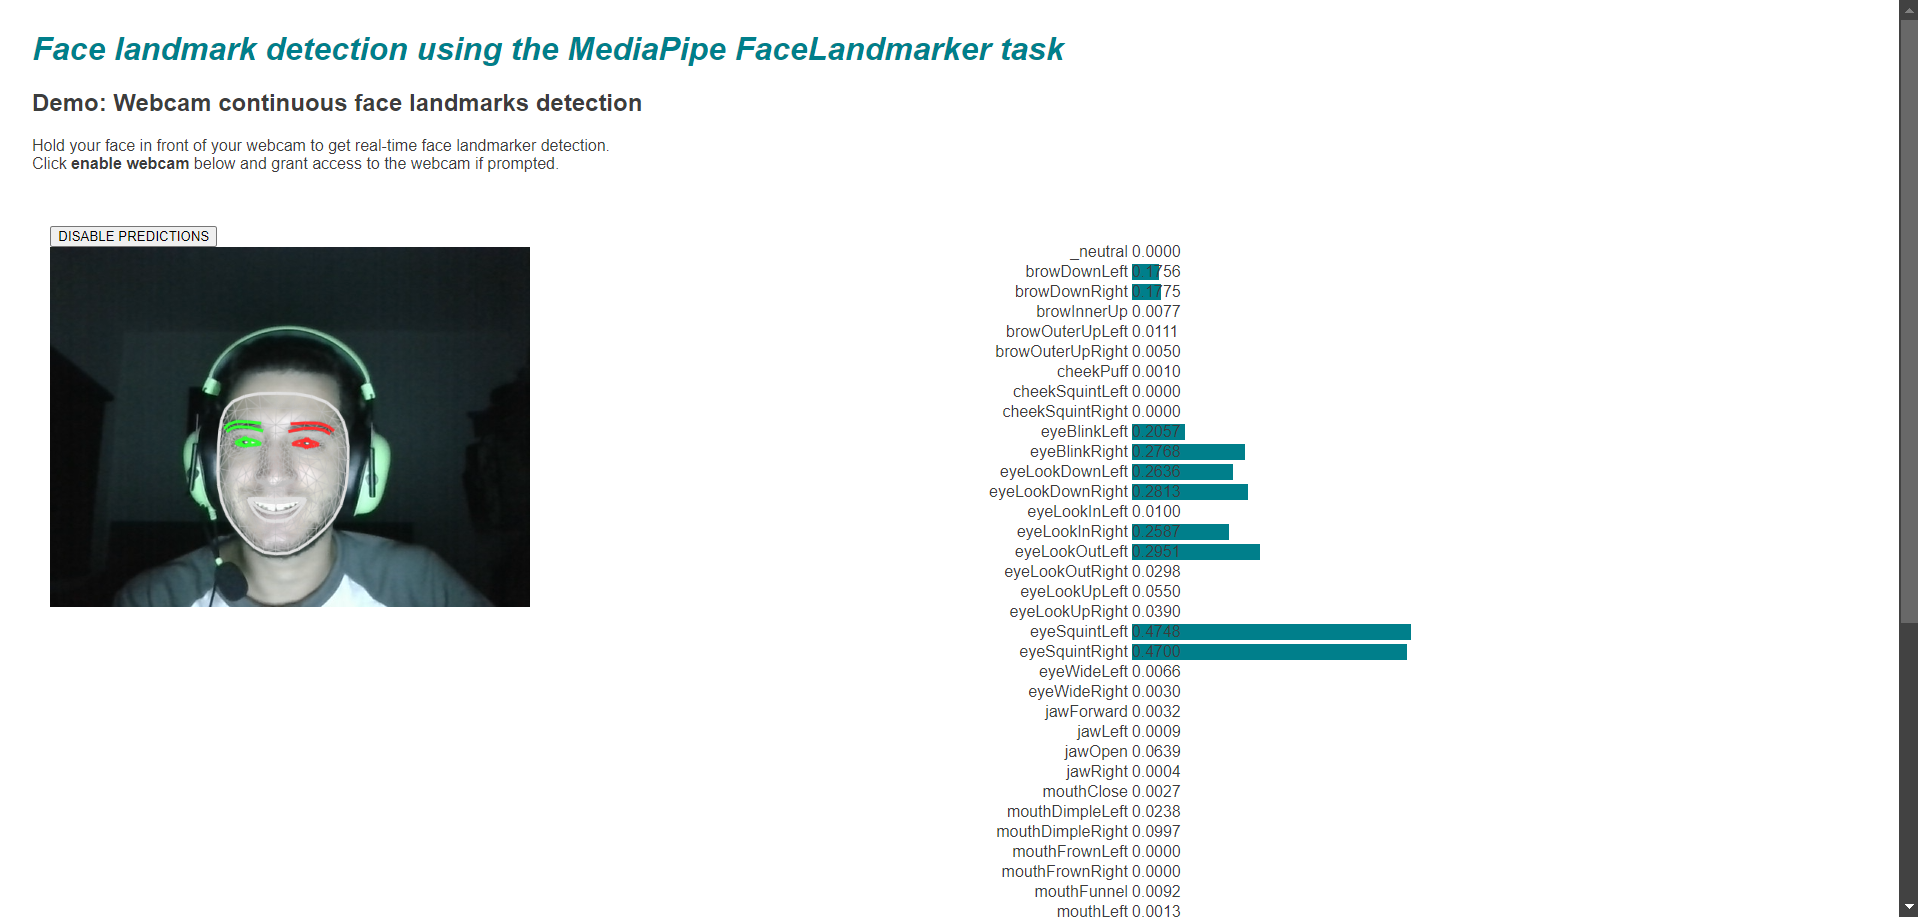 Face landmark detection using the MediaPipe FaceLandmarker task
Demo: Webcam continuous face landmarks detection
Hold your face in front of your webcam to get real-time face landmarker detection.
Click enable webcam below and grant access to the webcam if prompted.
DISABLE PREDICTIONS
_neutral 0.0000
browDownLeft 0.1756
browDownRight 0.1775
browInnerUp 0.0077
browOuterUpLeft 0.0111
browOuterUpRight 0.0050
cheekPuff 0.0010
cheekSquintLeft 0.0000
cheekSquintRight 0.0000
eyeBlinkLeft 0.2057
eyeBlinkRight 0.2768
eyeLookDownLeft 0.2636
eyeLookDownRight 0.2813
eyeLookInLeft 0.0100
eyeLookInRight 0.2587
eyeLookOutLeft 0.2951
eyeLookOutRight 0.0298
eyeLookUpLeft 0.0550
eyeLookUpRight 0.0390
eyeSquintLeft 0.4748
eyeSquintRight 0.4700
eyeWideLeft 0.0066
eyeWideRight 0.0030
jawForward 0.0032
jawLeft 0.0009
jawOpen 0.0639
jawRight 0.0004
mouthClose 0.0027
mouthDimpleLeft 0.0238
mouthDimpleRight 0.0997
mouthFrownLeft 0.0000
mouthFrownRight 0.0000
mouthFunnel 0.0092
mouthLeft 0.0013